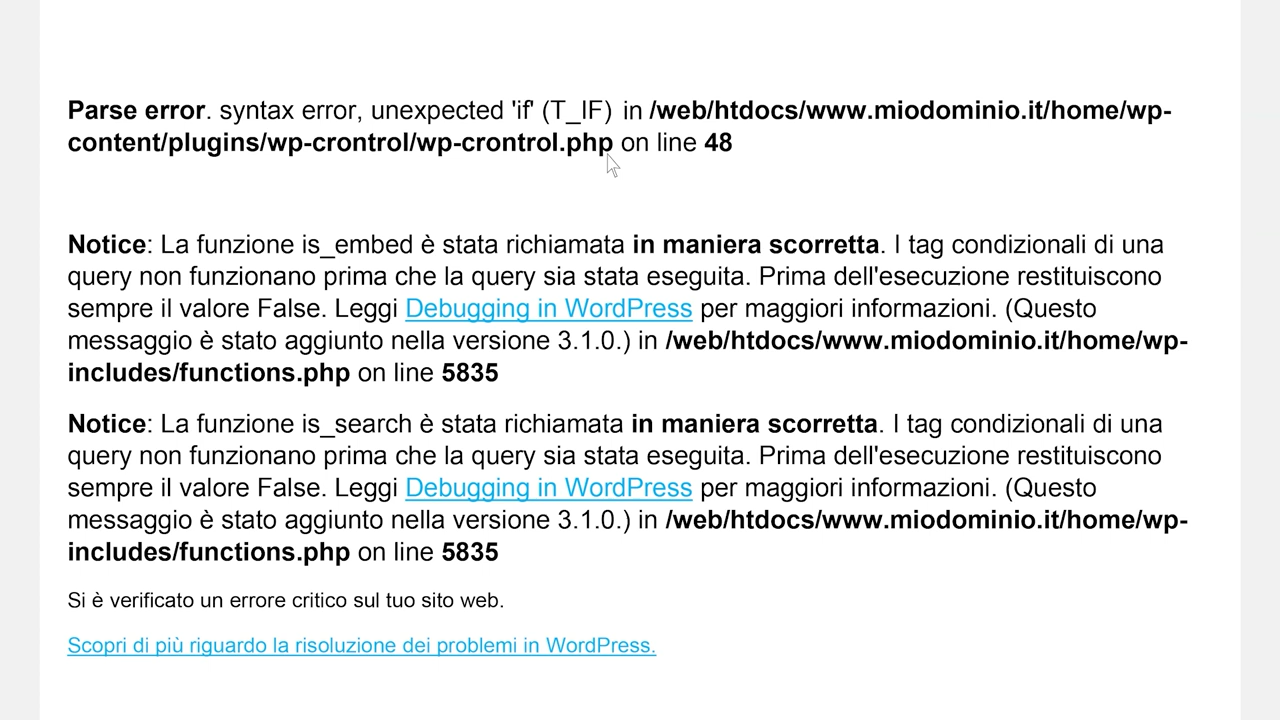 Parse error. syntax error, unexpected 'if' (T_IF) in /web/htdocs/www.miodominio.it/home/wp-
content/plugins/wp-crontrol/wp-crontrol.php on line 48
Notice: La funzione is_embed è stata richiamata in maniera scorretta. I tag condizionali di una
query non funzionano prima che la query sia stata eseguita. Prima dell'esecuzione restituiscono
sempre il valore False. Leggi Debugging in WordPress per maggiori informazioni. (Questo
messaggio è stato aggiunto nella versione 3.1.0.) in /web/htdocs/www.miodominio.it/home/wp-
includes/functions.php on line 5835
Notice: La funzione is_search è stata richiamata in maniera scorretta. I tag condizionali di una
query non funzionano prima che la query sia stata eseguita. Prima dell'esecuzione restituiscono
sempre il valore False. Leggi Debugging in WordPress per maggiori informazioni. (Questo
messaggio è stato aggiunto nella versione 3.1.0.) in /web/htdocs/www.miodominio.it/home/wp-
includes/functions.php on line 5835
Si è verificato un errore critico sul tuo sito web.
Scopri di più riguardo la risoluzione dei problemi in WordPress.